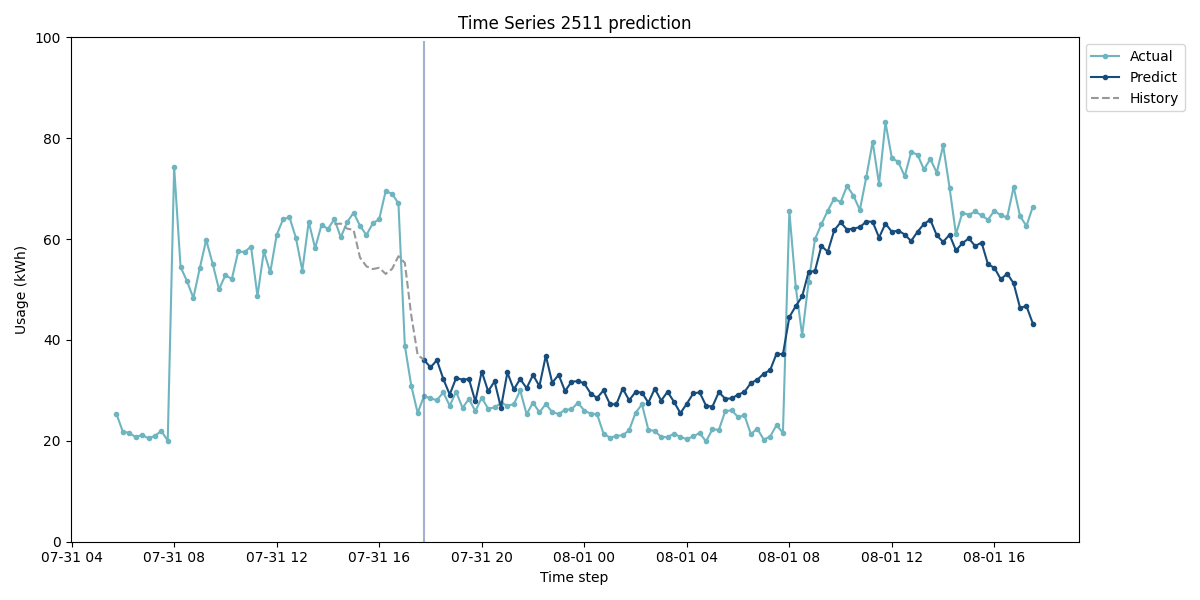 Time Series 2511 prediction
100
80
60
40
20
0
Usage (kWh)
07-31 04
07-31 08
07-31 12
07-31 16
07-31 20
08-01 00
08-01 04
08-01 08
08-01 12
08-01 16
Time step
Actual
Predict
History